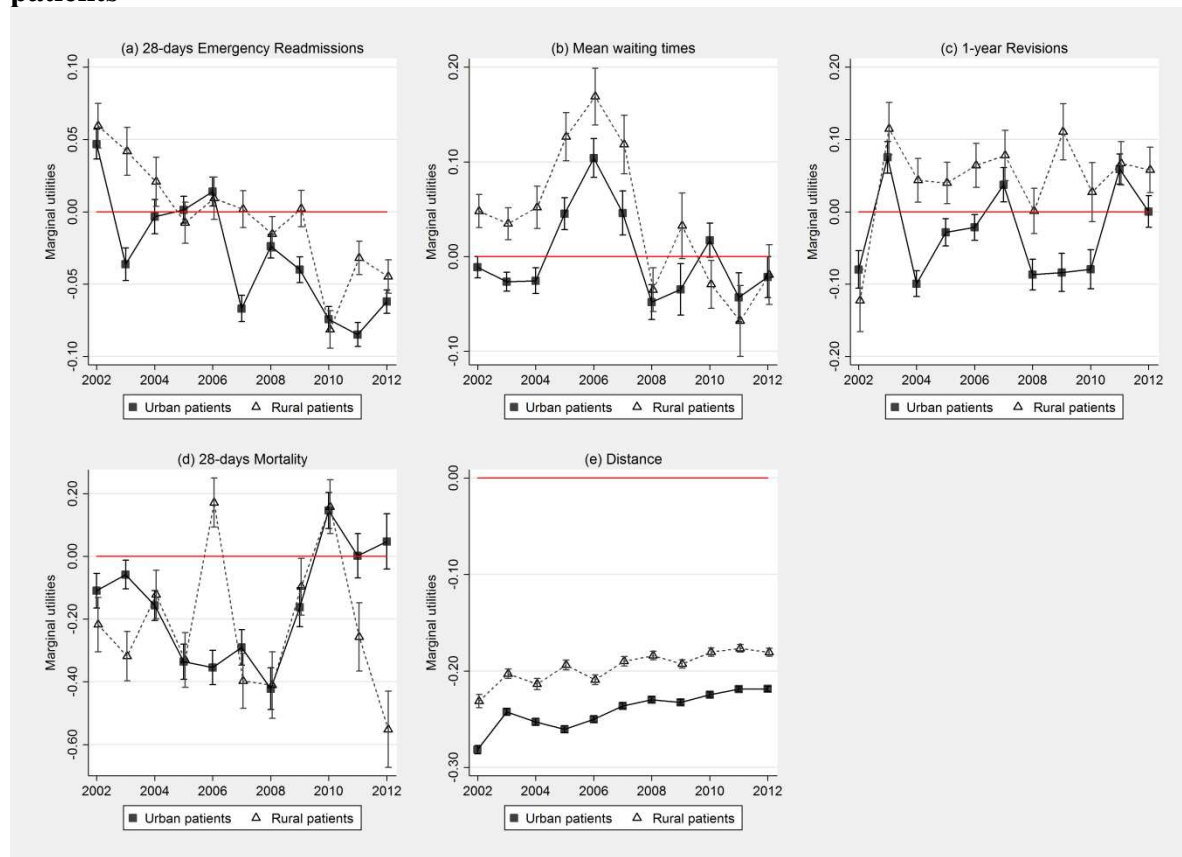 patients
(a) 28-days Emergency Readmissions
0.10
0.05
0.00
-0.05
-0.10
Marginal utilities
2002 2004 2006 2008 2010 2012
Urban patients Rural patients
(b) Mean waiting times
0.20
0.10
0.00
-0.10
Marginal utilities
2002 2004 2006 2008 2010 2012
Urban patients Rural patients
(c) 1-year Revisions
0.20
0.10
0.00
-0.10
-0.20
Marginal utilities
2002 2004 2006 2008 2010 2012
Urban patients Rural patients
(d) 28-days Mortality
0.20
0.00
-0.20
-0.40
-0.60
Marginal utilities
2002 2004 2006 2008 2010 2012
Urban patients Rural patients
(e) Distance
0.00
-0.10
-0.20
-0.30
Marginal utilities
2002 2004 2006 2008 2010 2012
Urban patients Rural patients